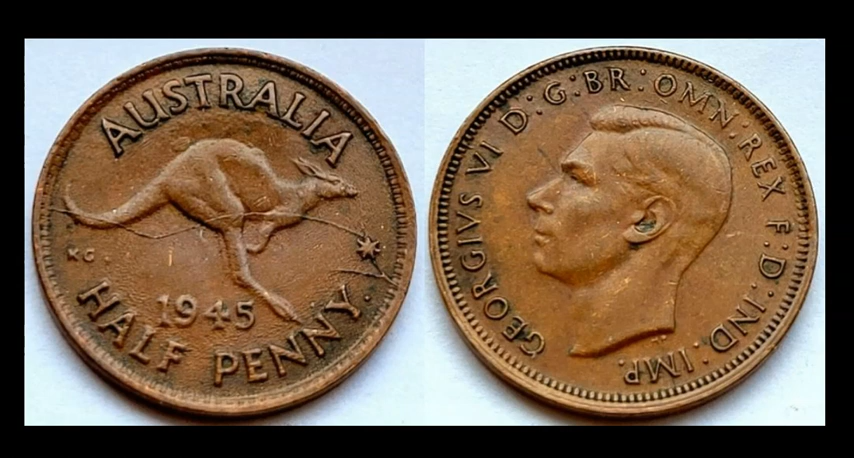 AUSTRALIA
KG
1945
HALF PENNY.
GEORGIVS VI D:G:BR:OMN:REX F:D:IND:IMP.